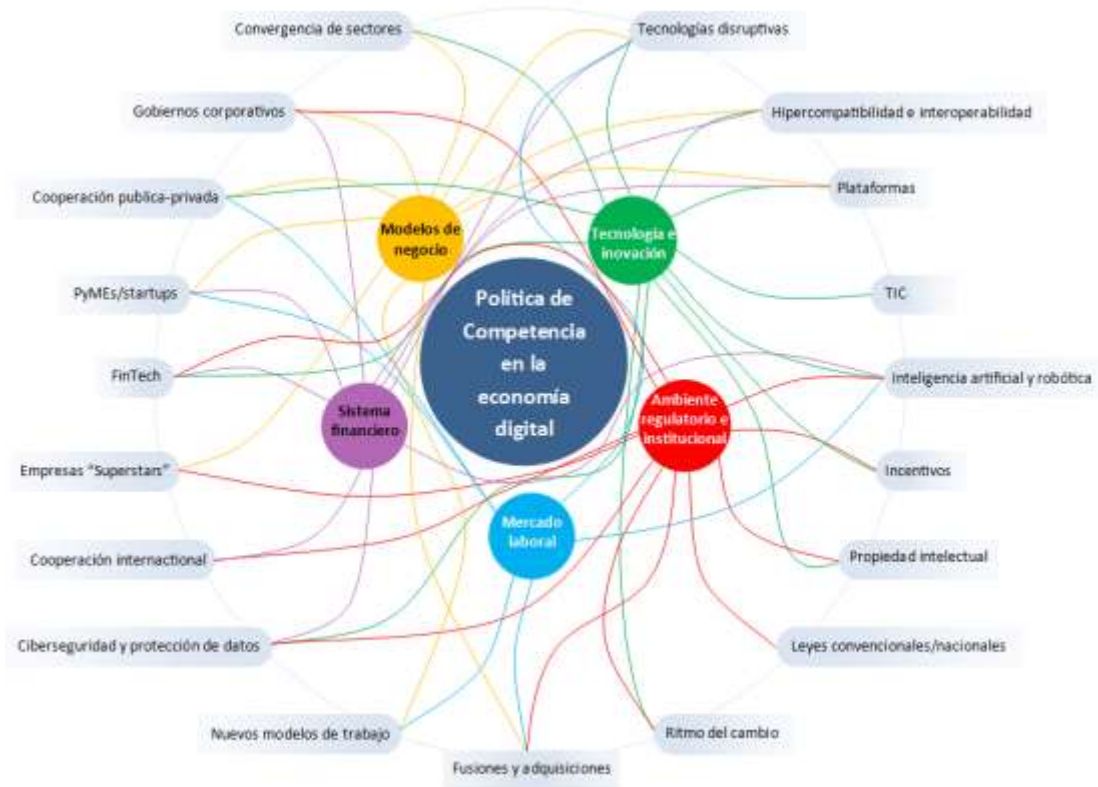 Convergencia de sectores
Tecnologías disruptivas
Gobiernos corporativos
Hipercompatibilidad e interoperabilidad
Cooperación publica-privada
Plataformas
Modelos de
negocio
Tecnología e
inovación
PyMEs/startups
TIC
Política de
Competencia
en la
economía
digital
FinTech
Inteligencia artificial y robótica
Sistema
financiero
Ambiente
regulatorio e
institucional
Empresas “Superstars”
Incentivos
Mercado
laboral
Cooperación internactional
Propiedad intelectual
Ciberseguridad y protección de datos
Leyes convencionales/nacionales
Nuevos modelos de trabajo
Ritmo del cambio
Fusiones y adquisiciones